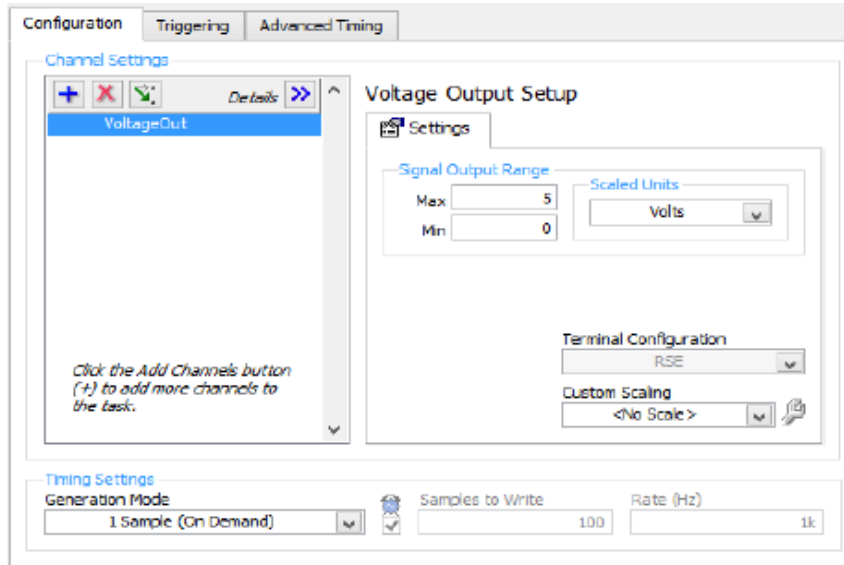 Configuration Triggering Advanced Timing
Channel Settings
Details
VoltageOut
Click the Add Channels button
(+) to add more channels to
the task.
Voltage Output Setup
Settings
Signal Output Range
Max 5
Min 0
Scaled Units
Volts
Terminal Configuration
RSE
Custom Scaling
<No Scale>
Timing Settings
Generation Mode
1 Sample (On Demand)
Samples to Write
100
Rate (Hz)
1k